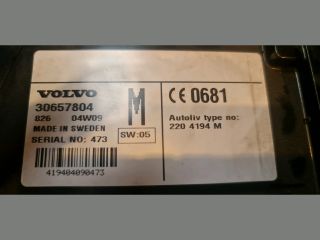 VOLVO
30657804
826 04W09
MADE IN SWEDEN
SERIAL NO: 473
M
SW:05
CE 0681
Autoliv type no:
220 4194 M
419404090473